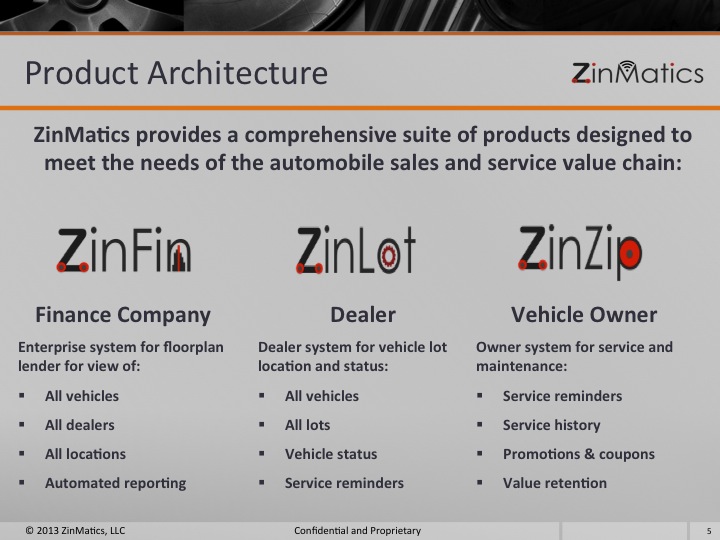 Product Architecture
ZinMatics
ZinMatics provides a comprehensive suite of products designed to
meet the needs of the automobile sales and service value chain:
ZinFin
ZinLot
ZinZip
Finance Company
Enterprise system for floorplan
lender for view of:
▪ All vehicles
▪ All dealers
▪ All locations
▪ Automated reporting
Dealer
Dealer system for vehicle lot
location and status:
▪ All vehicles
▪ All lots
▪ Vehicle status
▪ Service reminders
Vehicle Owner
Owner system for service and
maintenance:
▪ Service reminders
▪ Service history
▪ Promotions & coupons
▪ Value retention
© 2013 ZinMatics, LLC
Confidential and Proprietary
5